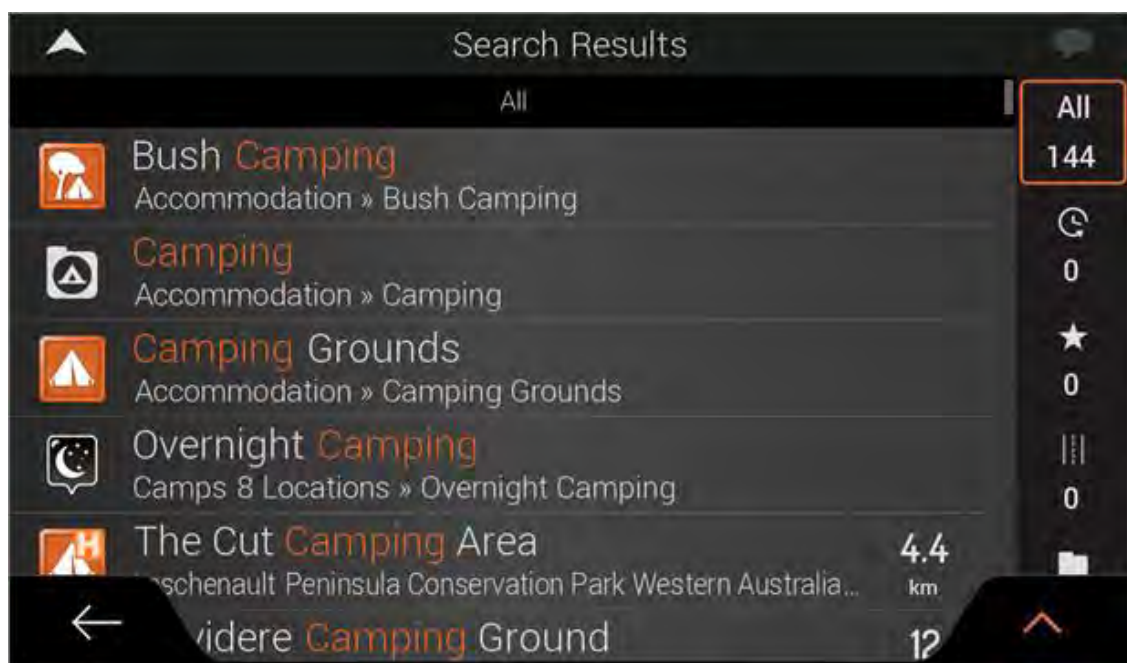 Search Results
All
All
144
Bush Camping
Accommodation » Bush Camping
Camping
Accommodation » Camping
0
Camping Grounds
Accommodation » Camping Grounds
0
Overnight Camping
Camps 8 Locations » Overnight Camping
0
The Cut Camping Area
4.4
km
Peninsula Conservation Park Western Australia...
Camping Ground
12